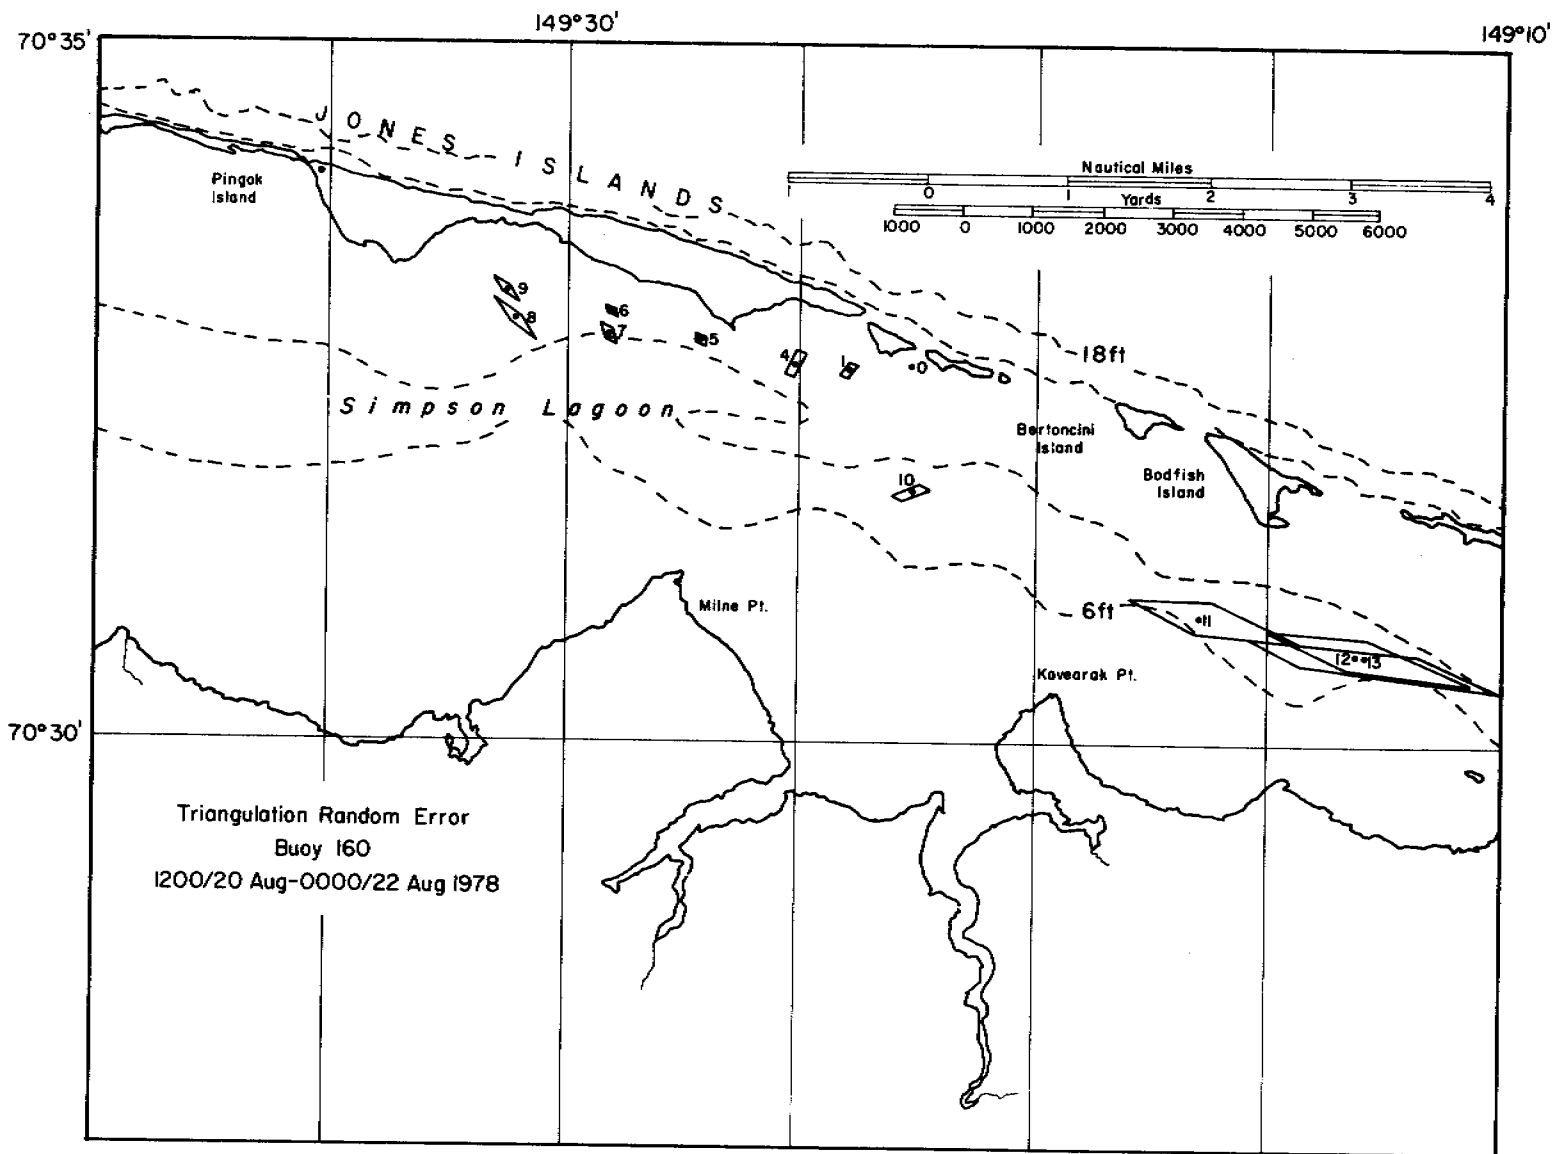 149°30'
70°35'
149°10'
JONES ISLANDS
Pingok
Island
Nautical Miles
1 0 1 2 3 4
Yards
1000 0 1000 2000 3000 4000 5000 6000
9
8
6
7
5
4
1
0
18ft
Simpson Lagoon
Bertoncini
Island
Bodfish
Island
10
Milne Pt.
6ft
11
12 13
Kavearak Pt.
70°30'
Triangulation Random Error
Buoy 160
1200/20 Aug-0000/22 Aug 1978